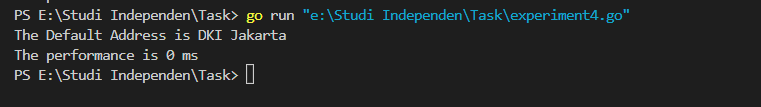 PS E:\Studi Independen\Task> go run "e:\Studi Independen\Task\experiment4.go"
The Default Address is DKI Jakarta
The performance is 0 ms
PS E:\Studi Independen\Task>